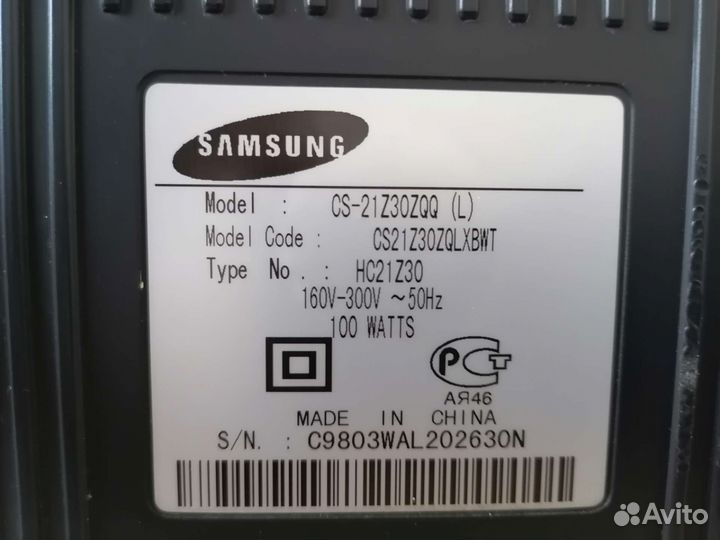 SAMSUNG
Model : CS-21Z30ZQQ (L)
Model Code : CS21Z30ZQLXBWT
Type No. : HC21Z30
160V-300V ~50Hz
100 WATTS
РСТ
АЯ46
MADE IN CHINA
S/N. : C9803WAL202630N
Avito